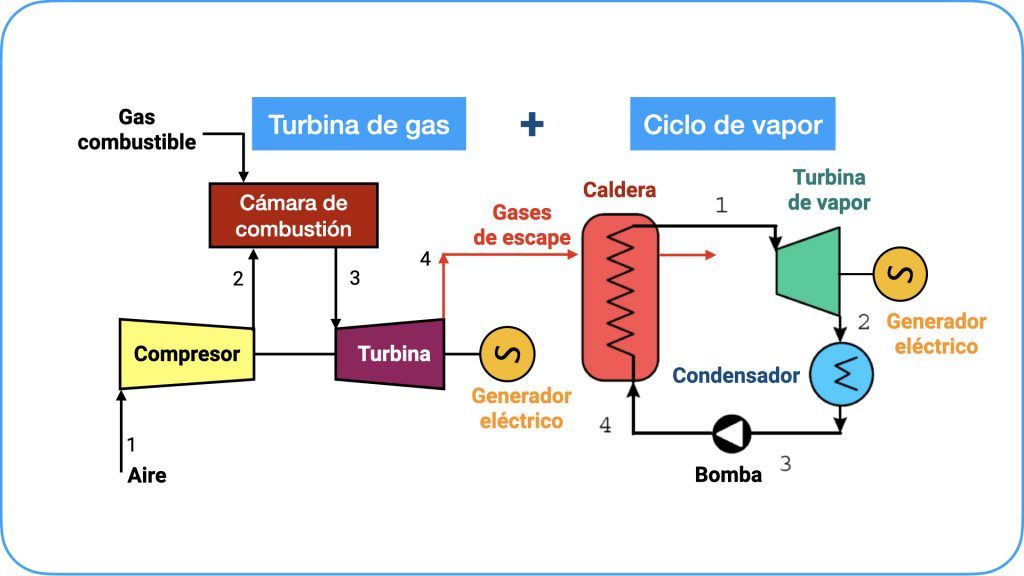 Turbina de gas
+
Ciclo de vapor
Gas
combustible
Cámara de
combustión
2
3
Compresor
Turbina
1
Aire
4
Gases
de escape
Generador
eléctrico
Caldera
1
Turbina
de vapor
2
Generador
eléctrico
Condensador
4
Bomba
3